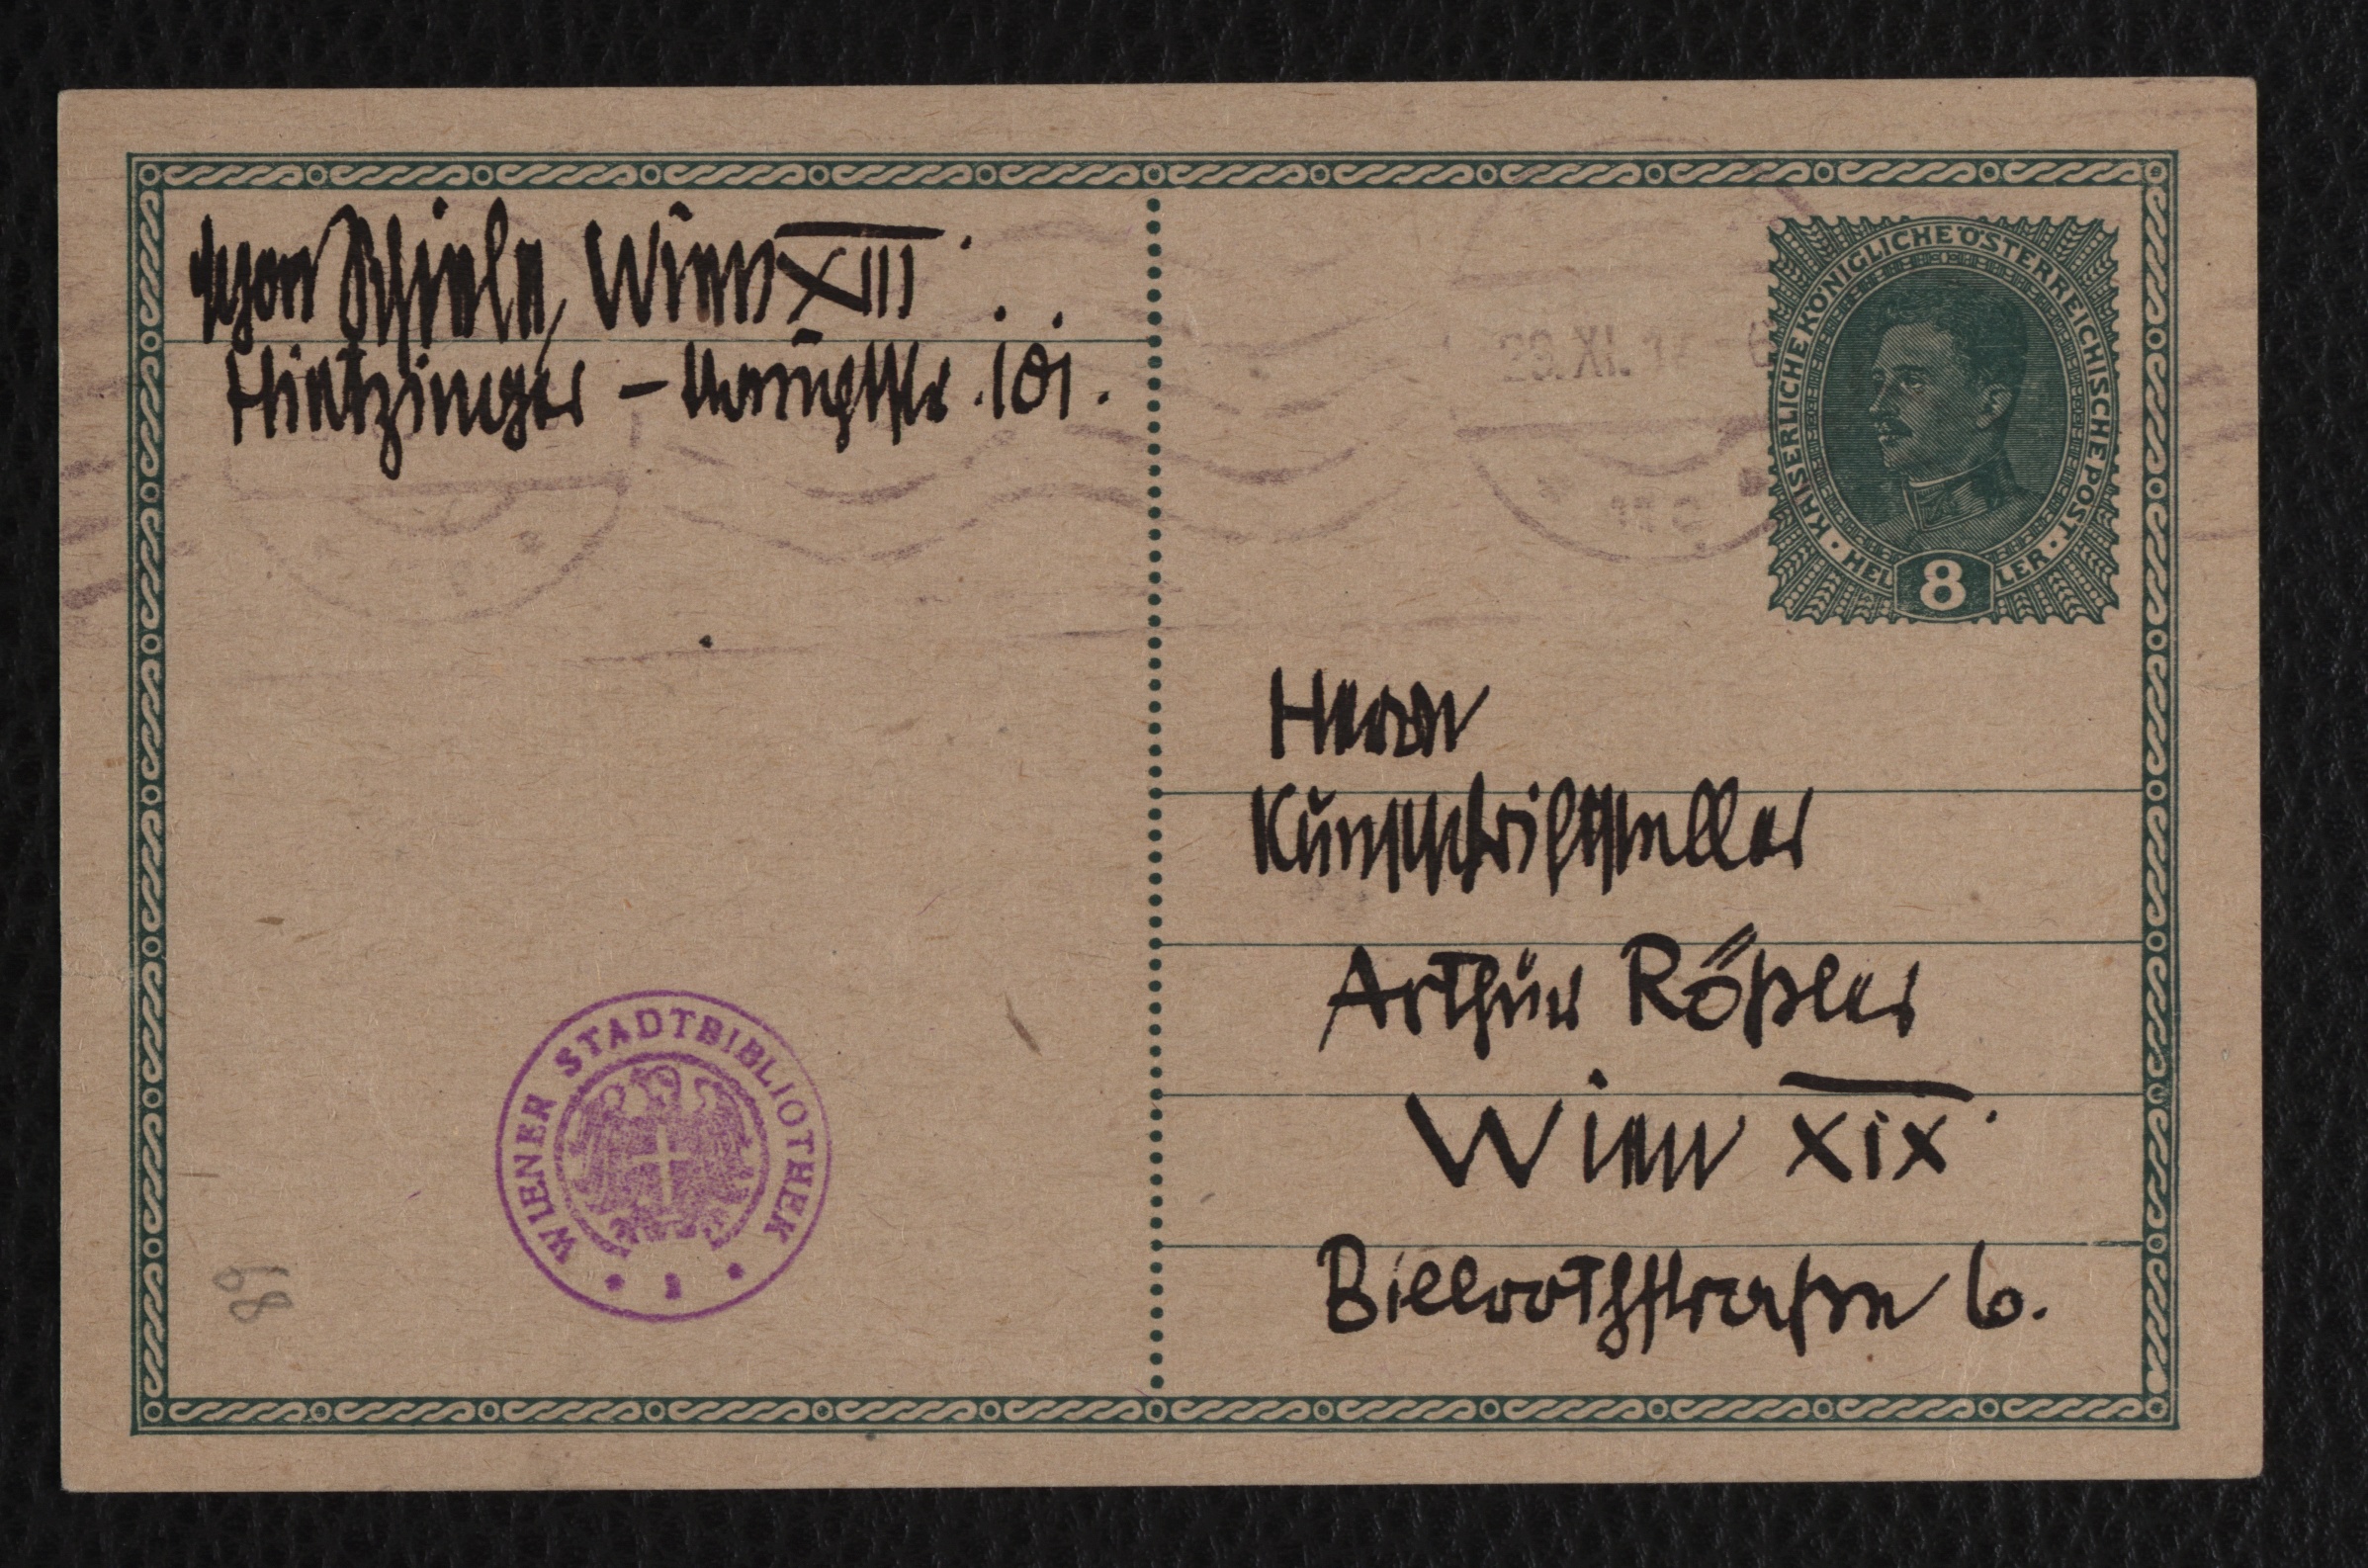 Egon Schiele, Wien XIII.
Hietzinger-Hauptstr. 101.
KAISERLICHE KÖNIGLICHE ÖSTERREICHISCHE POST
HELLER
8
Herrn
Kunstschriftsteller
Arthur Rößler
Wien XIX.
Billrothstraße 6.
WIENER STADTBIBLIOTHEK
68